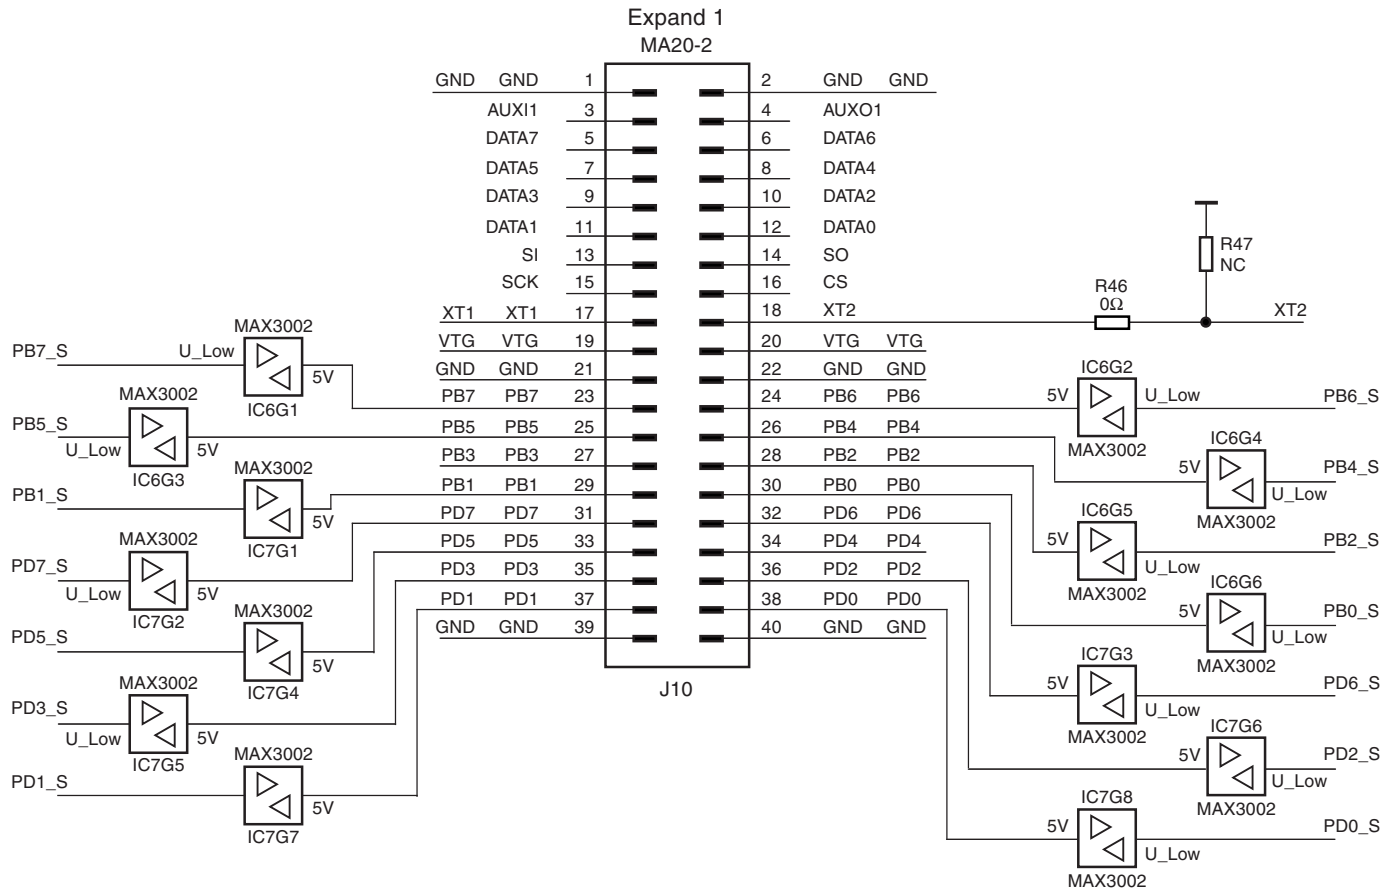 Expand 1
MA20-2
GND GND 1 2 GND GND
AUXI1 3 4 AUXO1
DATA7 5 6 DATA6
DATA5 7 8 DATA4
DATA3 9 10 DATA2
DATA1 11 12 DATA0
SI 13 14 SO
SCK 15 16 CS
XT1 XT1 17 18 XT2
VTG VTG 19 20 VTG VTG
GND GND 21 22 GND GND
PB7 PB7 23 24 PB6 PB6
PB5 PB5 25 26 PB4 PB4
PB3 PB3 27 28 PB2 PB2
PB1 PB1 29 30 PB0 PB0
PD7 PD7 31 32 PD6 PD6
PD5 PD5 33 34 PD4 PD4
PD3 PD3 35 36 PD2 PD2
PD1 PD1 37 38 PD0 PD0
GND GND 39 40 GND GND
J10
R47
NC
R46
0Ω
XT2
MAX3002
PB7_S U_Low 5V
IC6G1
MAX3002
PB5_S U_Low 5V
IC6G3
MAX3002
PB1_S 5V
IC7G1
MAX3002
PD7_S U_Low 5V
IC7G2
MAX3002
PD5_S 5V
IC7G4
MAX3002
PD3_S U_Low 5V
IC7G5
MAX3002
PD1_S 5V
IC7G7
IC6G2
5V U_Low PB6_S
MAX3002
IC6G4
5V U_Low PB4_S
MAX3002
IC6G5
5V U_Low PB2_S
MAX3002
IC6G6
5V U_Low PB0_S
MAX3002
IC7G3
5V U_Low PD6_S
MAX3002
IC7G6
5V U_Low PD2_S
MAX3002
IC7G8
5V U_Low PD0_S
MAX3002